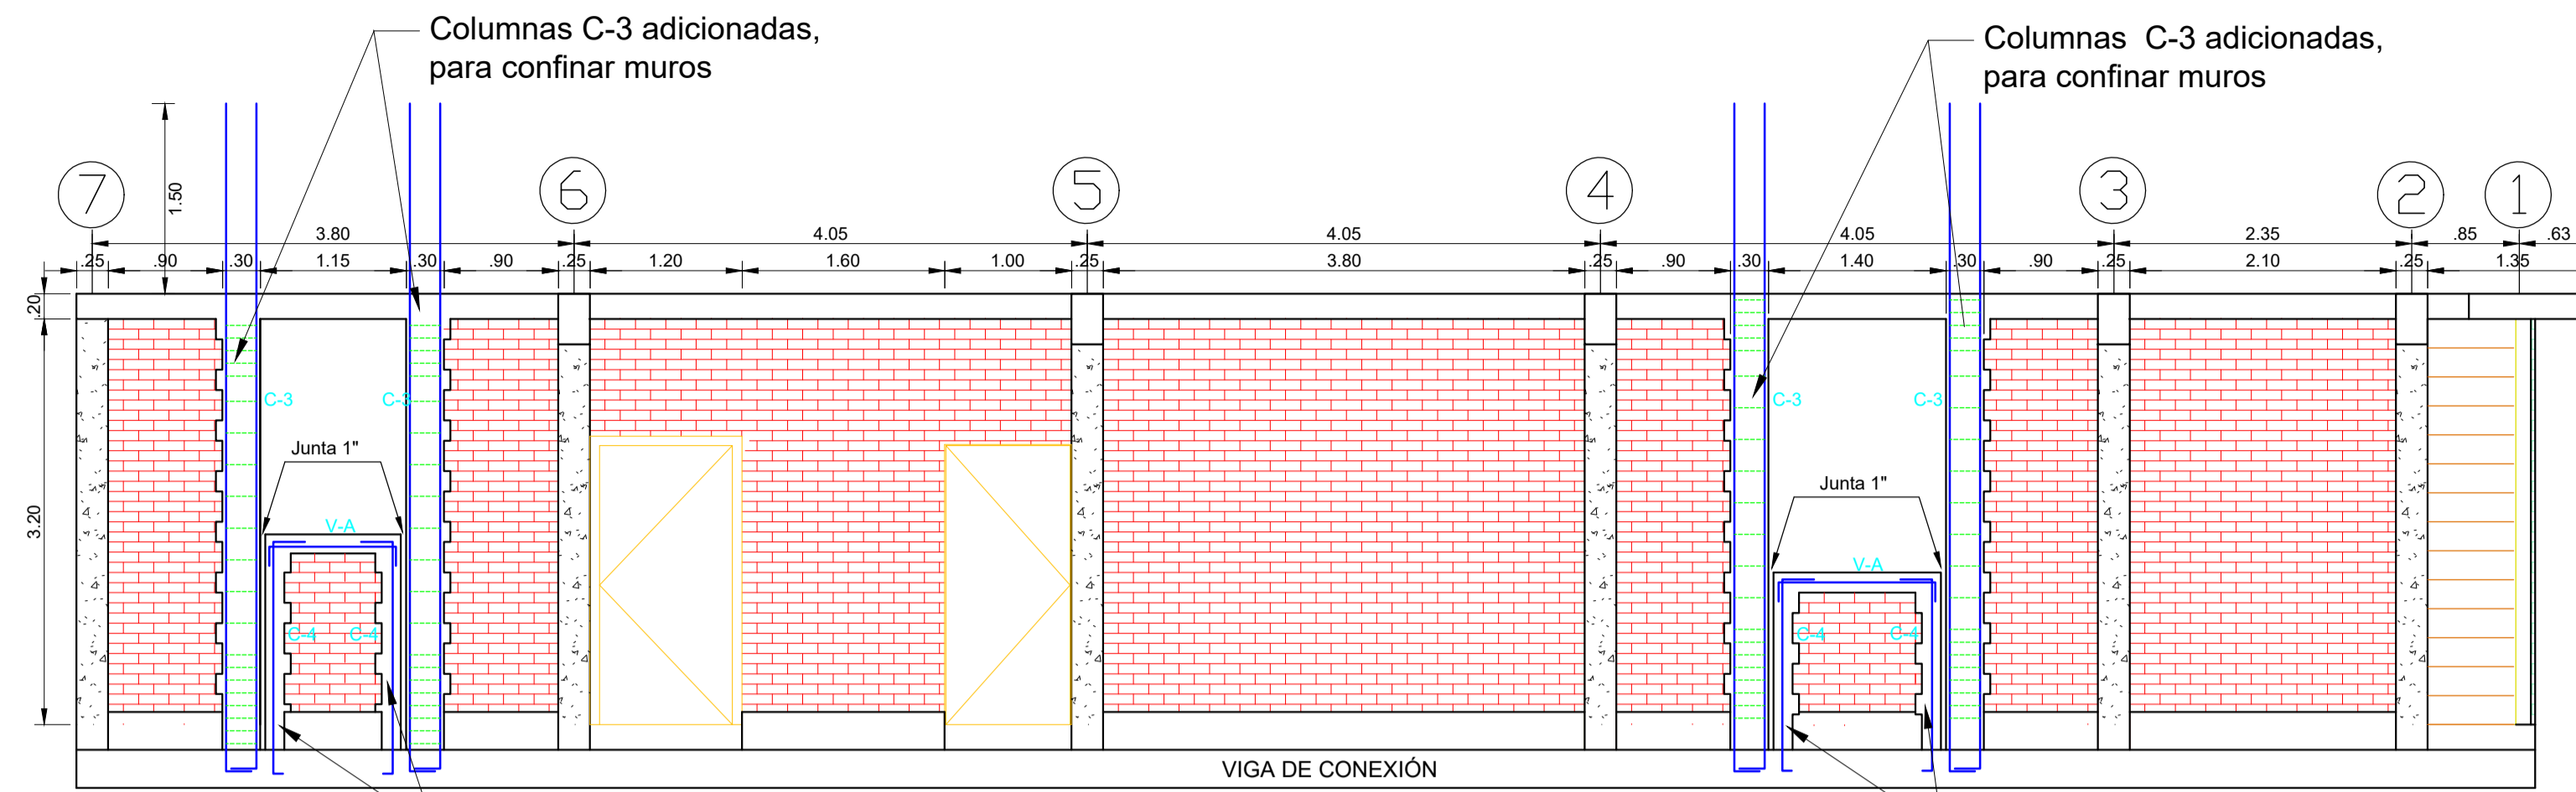 Columnas C-3 adicionadas,
para confinar muros
Columnas C-3 adicionadas,
para confinar muros
1.50
7
6
5
4
3
2
1
3.80
4.05
4.05
4.05
2.35
.85
.63
.25
.90
.30
1.15
.30
.90
.25
1.20
1.60
1.00
.25
3.80
.25
.90
.30
1.40
.30
.90
.25
2.10
.25
1.35
.20
3.20
C-3
C-3
C-3
C-3
Junta 1"
Junta 1"
V-A
V-A
C-4
C-4
C-4
C-4
VIGA DE CONEXIÓN